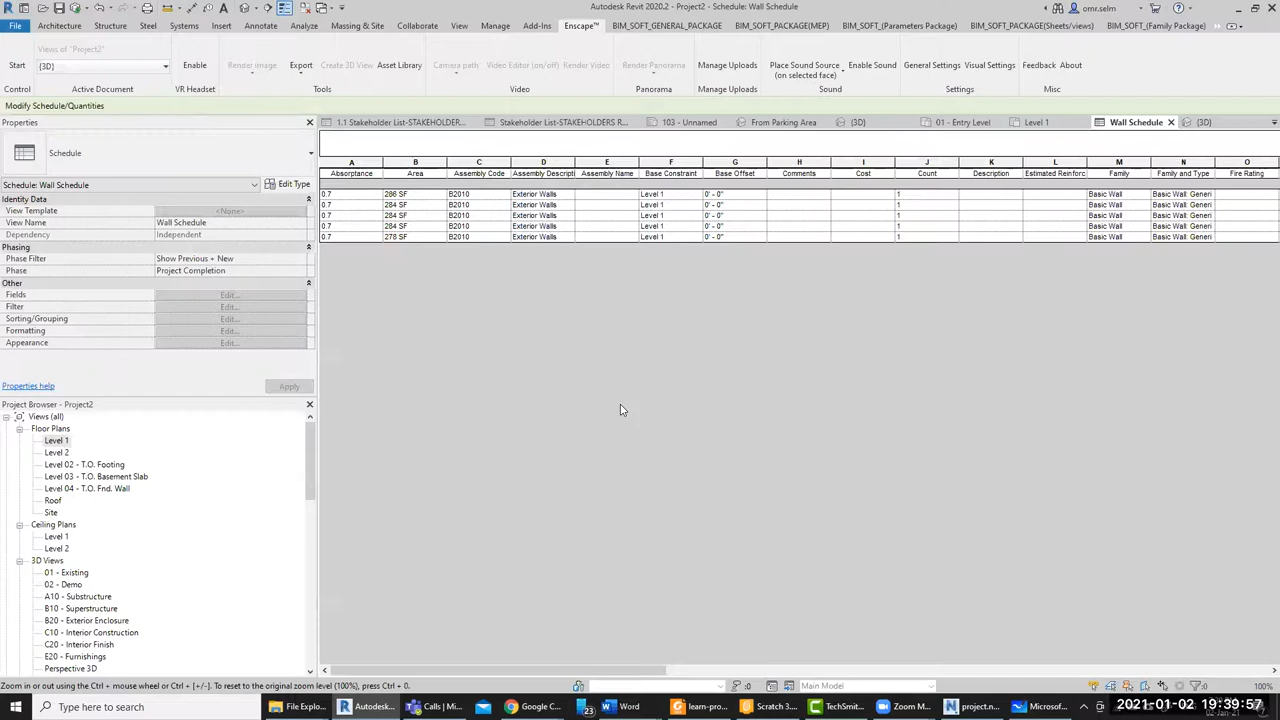 Autodesk Revit 2020.2 - Project2 - Schedule: Wall Schedule
omr.selm
File Architecture Structure Steel Systems Insert Annotate Analyze Massing & Site Collaborate View Manage Add-Ins Enscape™ BIM_SOFT_GENERAL_PACKAGE BIM_SOFT_PACKAGE(MEP) BIM_SOFT_(Parameters Package) BIM_SOFT_PACKAGE(Sheets/views) BIM_SOFT_(Family Package)
Views of "Project2"
Start {3D} Enable Render image Export Create 3D View Asset Library Camera path Video Editor (on/off) Render Video Render Panorama Manage Uploads Place Sound Source Enable Sound General Settings Visual Settings Feedback About
(on selected face)
Control Active Document VR Headset Tools Video Panorama Manage Uploads Sound Settings Misc
Modify Schedule/Quantities
Properties
1.1 Stakeholder List-STAKEHOLDER... Stakeholder List-STAKEHOLDERS R... 103 - Unnamed From Parking Area {3D} 01 - Entry Level Level 1 Wall Schedule {3D}
Schedule
A B C D E F G H I J K L M N O
Absorptance Area Assembly Code Assembly Descripti Assembly Name Base Constraint Base Offset Comments Cost Count Description Estimated Reinforc Family Family and Type Fire Rating
Schedule: Wall Schedule Edit Type
0.7 286 SF B2010 Exterior Walls Level 1 0' - 0" 1 Basic Wall Basic Wall: Generi
0.7 284 SF B2010 Exterior Walls Level 1 0' - 0" 1 Basic Wall Basic Wall: Generi
0.7 284 SF B2010 Exterior Walls Level 1 0' - 0" 1 Basic Wall Basic Wall: Generi
0.7 284 SF B2010 Exterior Walls Level 1 0' - 0" 1 Basic Wall Basic Wall: Generi
0.7 278 SF B2010 Exterior Walls Level 1 0' - 0" 1 Basic Wall Basic Wall: Generi
Identity Data
View Template <None>
View Name Wall Schedule
Dependency Independent
Phasing
Phase Filter Show Previous + New
Phase Project Completion
Other
Fields Edit...
Filter Edit...
Sorting/Grouping Edit...
Formatting Edit...
Appearance Edit...
Properties help Apply
Project Browser - Project2
Views (all)
Floor Plans
Level 1
Level 2
Level 02 - T.O. Footing
Level 03 - T.O. Basement Slab
Level 04 - T.O. Fnd. Wall
Roof
Site
Ceiling Plans
Level 1
Level 2
3D Views
01 - Existing
02 - Demo
A10 - Substructure
B10 - Superstructure
B20 - Exterior Enclosure
C10 - Interior Construction
C20 - Interior Finish
E20 - Furnishings
Perspective 3D
Zoom in or out using the Ctrl + mouse wheel or Ctrl + [+/-]. To reset to the original zoom level (100%), press Ctrl + 0.
:0 Main Model :0 100%
Type here to search File Explo... Autodesk... Calls | Mi... Google C... 23 Word learn-pro... Scratch 3... TechSmit... Zoom M... project.n... Microsof...
2021-01-02 19:39:57